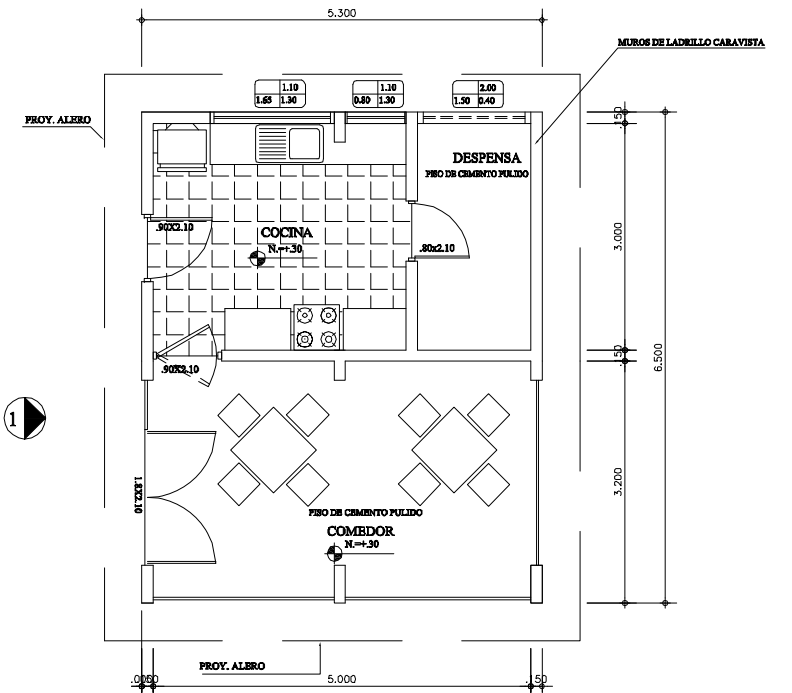 5.300
MUROS DE LADRILLO CARAVISTA
1.10
1.65 1.30
1.10
0.80 1.30
2.00
1.50 0.40
PROY. ALERO
.150
DESPENSA
PISO DE CEMENTO PULIDO
.90X2.10
COCINA
N.=+.30
.80x2.10
3.000
.150
6.500
.90X2.10
1
3.200
1.8X2.10
PISO DE CEMENTO PULIDO
COMEDOR
N.=+.30
PROY. ALERO
5.000
.150